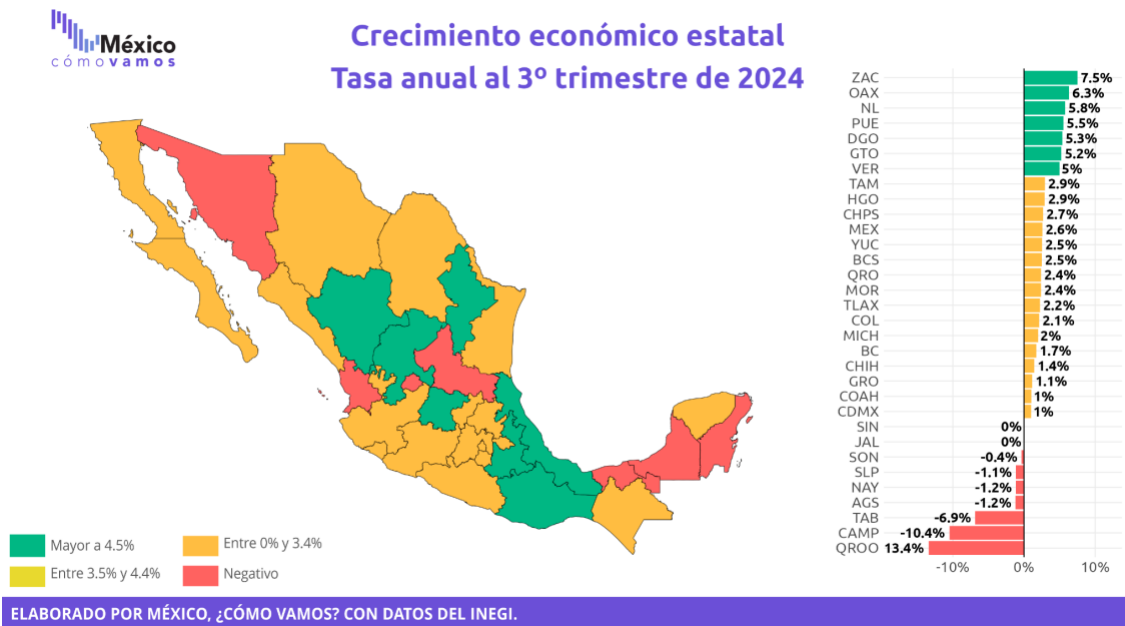 México
cómovamos
Crecimiento económico estatal
Tasa anual al 3º trimestre de 2024
ZAC 7.5%
OAX 6.3%
NL 5.8%
PUE 5.5%
DGO 5.3%
GTO 5.2%
VER 5%
TAM 2.9%
HGO 2.9%
CHPS 2.7%
MEX 2.6%
YUC 2.5%
BCS 2.5%
QRO 2.4%
MOR 2.4%
TLAX 2.2%
COL 2.1%
MICH 2%
BC 1.7%
CHIH 1.4%
GRO 1.1%
COAH 1%
CDMX 1%
SIN 0%
JAL 0%
SON -0.4%
SLP -1.1%
NAY -1.2%
AGS -1.2%
TAB -6.9%
CAMP -10.4%
QROO 13.4%
-10% 0% 10%
Mayor a 4.5% Entre 0% y 3.4%
Entre 3.5% y 4.4% Negativo
ELABORADO POR MÉXICO, ¿CÓMO VAMOS? CON DATOS DEL INEGI.